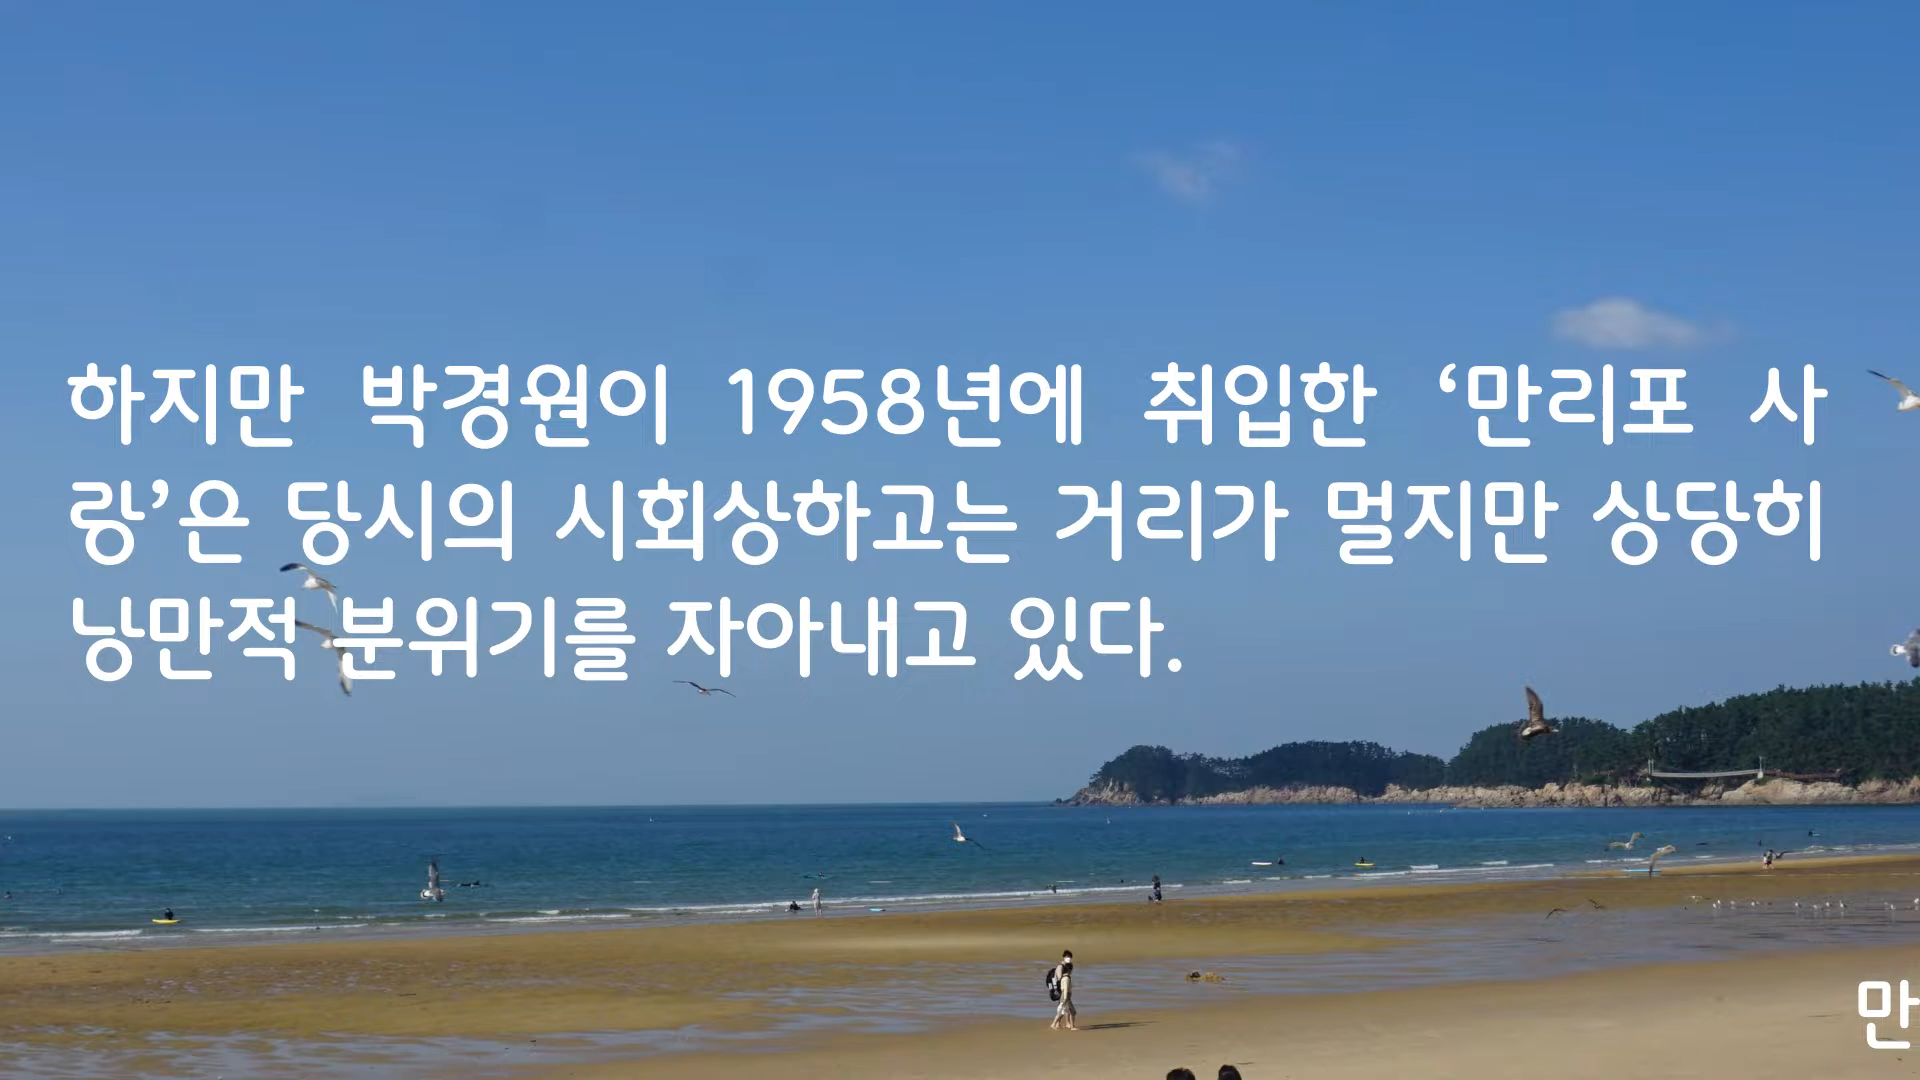 하지만 박경원이 1958년에 취입한 ‘만리포 사
랑’은 당시의 시회상하고는 거리가 멀지만 상당히
낭만적 분위기를 자아내고 있다.
만